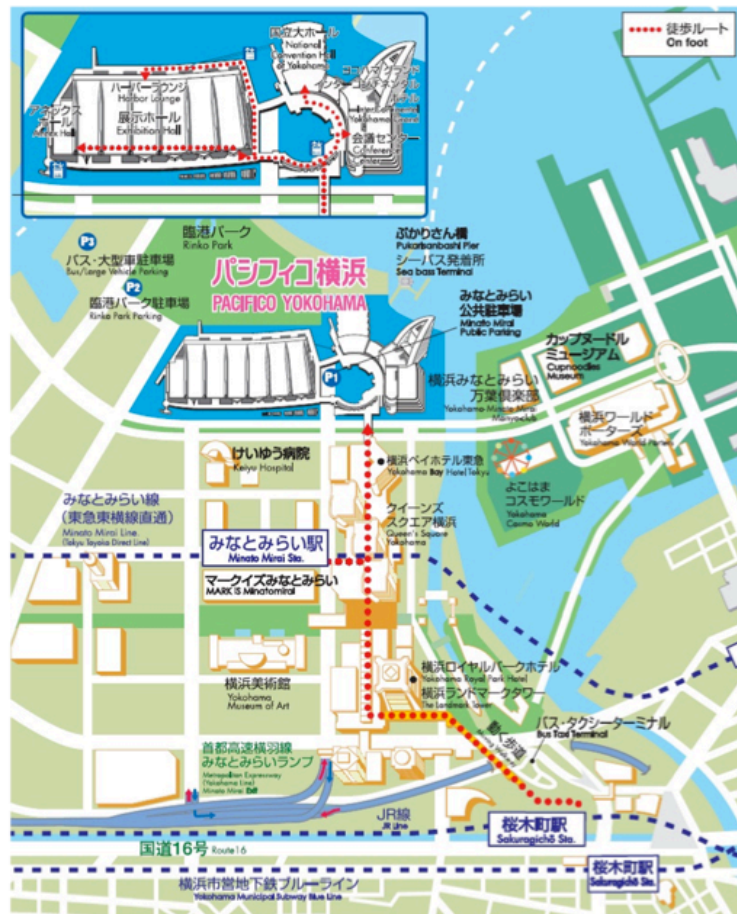 徒歩ルート
On foot
国立大ホール
National
Convention Hall
of Yokohama
ハーバーラウンジ
Harbor Lounge
展示ホール
Exhibition Hall
会議センター
Conference
Center
P3
バス・大型車駐車場
Bus/Large Vehicle Parking
P2
臨港パーク駐車場
Rinko Park Parking
臨港パーク
Rinko Park
パシフィコ横浜
PACIFICO YOKOHAMA
ぷかりさん橋
Pukarisanbashi Pier
シーバス発着所
Sea bass Terminal
みなとみらい
公共駐車場
Minato Mirai
Public Parking
P1
カップヌードル
ミュージアム
Cupnoodles
Museum
横浜みなとみらい
万葉倶楽部
Yokohama Minato Mirai
Manyoclub
横浜ワールド
ポーターズ
Yokohama World Porters
けいゆう病院
Keiyu Hospital
横浜ベイホテル東急
Yokohama Bay Hotel Tokyu
よこはま
コスモワールド
Yokohama
Cosmo World
みなとみらい線
(東急東横線直通)
Minato Mirai Line
クイーンズ
スクエア横浜
Queen's Square
Yokohama
みなとみらい駅
Minato Mirai Sta.
マークイズみなとみらい
MARK IS Minatomirai
横浜美術館
Yokohama
Museum of Art
横浜ロイヤルパークホテル
Yokohama Royal Park Hotel
横浜ランドマークタワー
The Landmark Tower
動く歩道
バス・タクシーターミナル
Bus Taxi Terminal
首都高速横羽線
みなとみらいランプ
Metropolitan Expressway
(Yokohane Line)
Minato Mirai Exit
JR線
JR Line
桜木町駅
Sakuragichō Sta.
国道16号 Route16
桜木町駅
Sakuragichō Sta.
横浜市営地下鉄ブルーライン
Yokohama Municipal Subway Blue Line